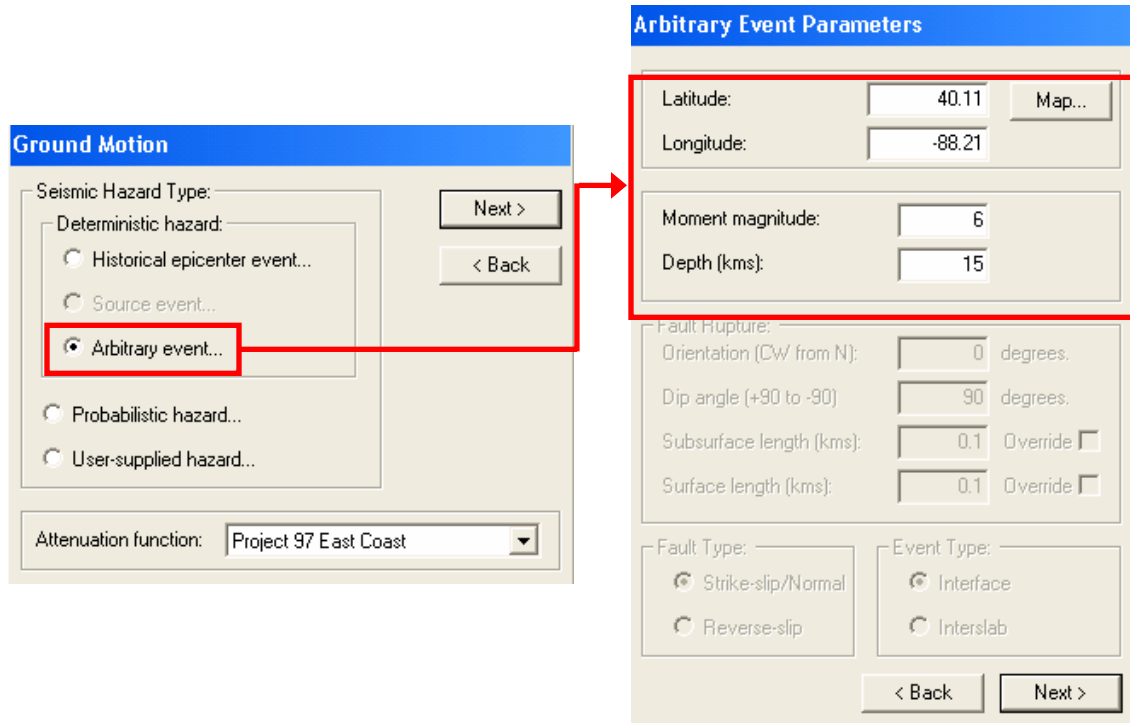 Ground Motion
Seismic Hazard Type:
Deterministic hazard:
Historical epicenter event...
Source event...
Arbitrary event...
Probabilistic hazard...
User-supplied hazard...
Next >
< Back
Attenuation function: Project 97 East Coast
Arbitrary Event Parameters
Latitude: 40.11 Map...
Longitude: -88.21
Moment magnitude: 6
Depth (kms): 15
Fault Rupture:
Orientation (CW from N): 0 degrees.
Dip angle (+90 to -90) 90 degrees.
Subsurface length (kms): 0.1 Override
Surface length (kms): 0.1 Override
Fault Type:
Strike-slip/Normal
Reverse-slip
Event Type:
Interface
Interslab
< Back Next >